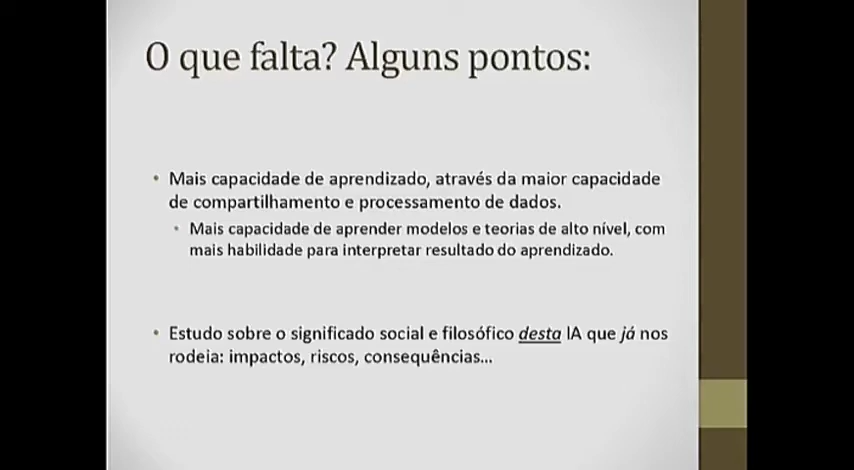 O que falta? Alguns pontos:
• Mais capacidade de aprendizado, através da maior capacidade
de compartilhamento e processamento de dados.
• Mais capacidade de aprender modelos e teorias de alto nível, com
mais habilidade para interpretar resultado do aprendizado.
• Estudo sobre o significado social e filosófico desta IA que já nos
rodeia: impactos, riscos, consequências...